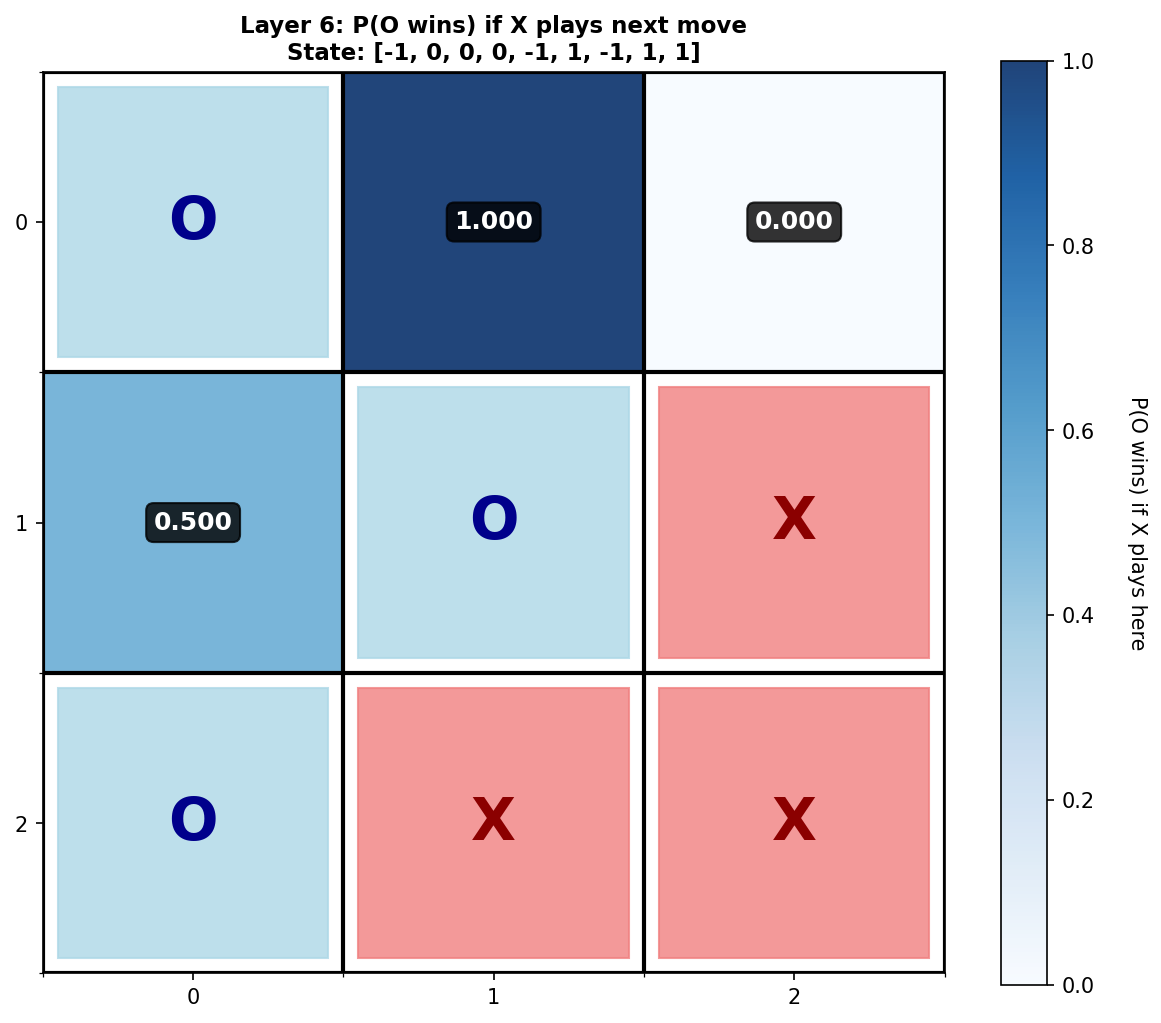 Layer 6: P(O wins) if X plays next move
State: [-1, 0, 0, 0, -1, 1, -1, 1, 1]
0
O
1.000
0.000
1
0.500
O
X
2
O
X
X
0
1
2
1.0
0.8
0.6
0.4
0.2
0.0
P(O wins) if X plays here